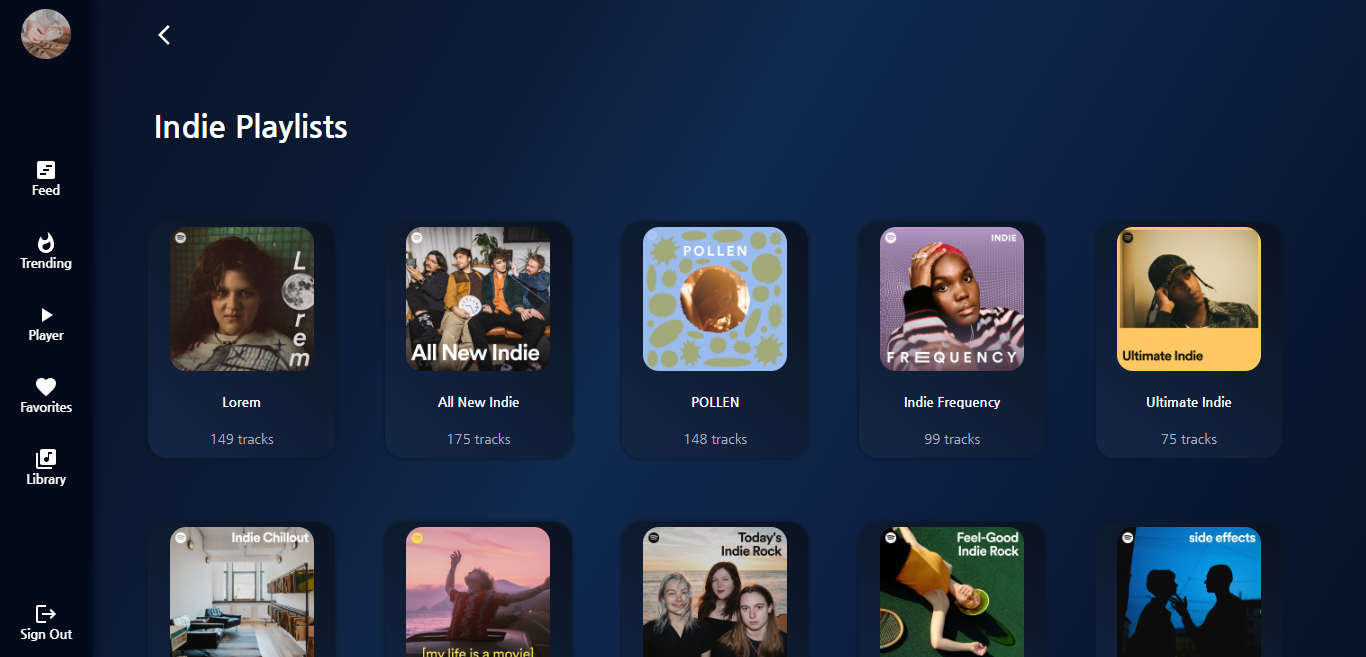 Indie Playlists
Feed
Trending
Player
Favorites
Library
Sign Out
Lorem
Lorem
149 tracks
All New Indie
All New Indie
175 tracks
POLLEN
POLLEN
148 tracks
INDIE
FREQUENCY
Indie Frequency
99 tracks
Ultimate Indie
Ultimate Indie
75 tracks
Indie Chillout
[my life is a movie]
Today's
Indie Rock
Feel-Good
Indie Rock
side effects